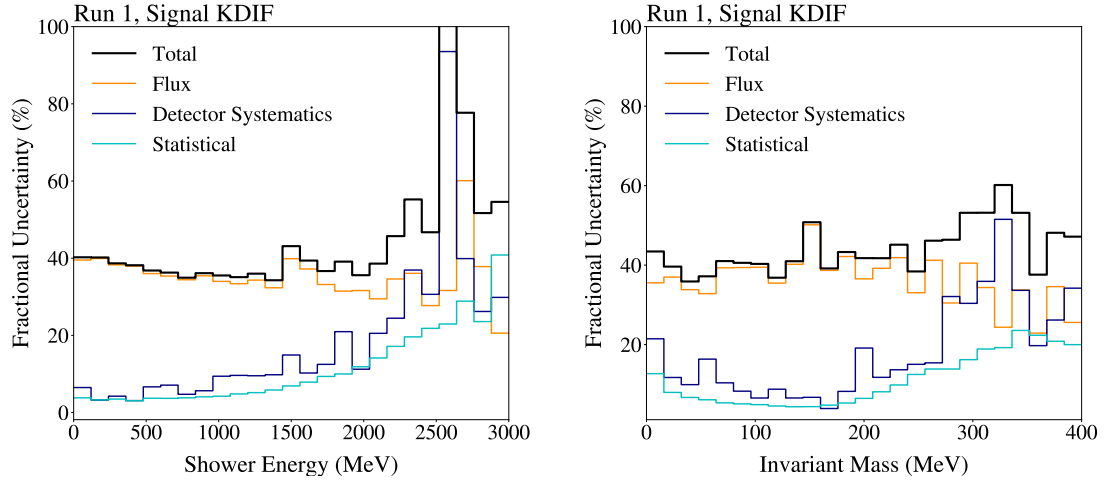 Run 1, Signal KDIF
100
80
60
40
20
0
Fractional Uncertainty (%)
Total
Flux
Detector Systematics
Statistical
0
500
1000
1500
2000
2500
3000
Shower Energy (MeV)
Run 1, Signal KDIF
100
80
60
40
20
Fractional Uncertainty (%)
Total
Flux
Detector Systematics
Statistical
0
100
200
300
400
Invariant Mass (MeV)